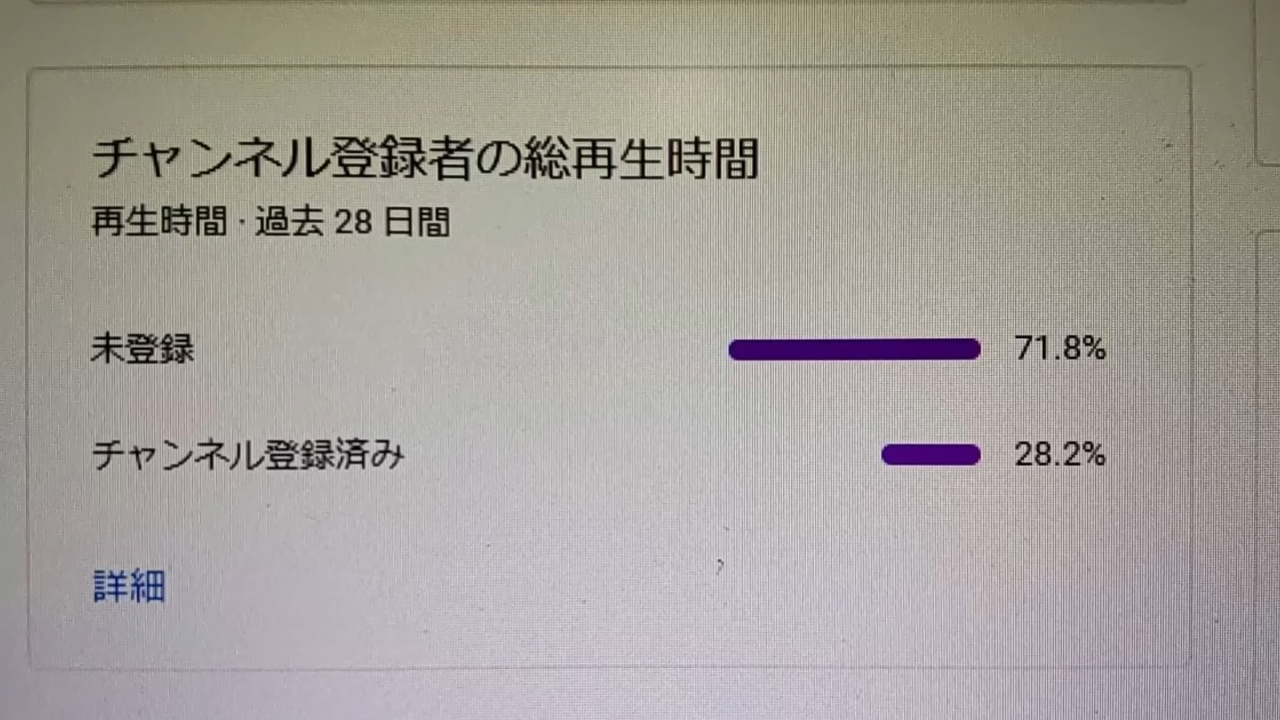 チャンネル登録者の総再生時間
再生時間 · 過去 28 日間
未登録 71.8%
チャンネル登録済み 28.2%
詳細